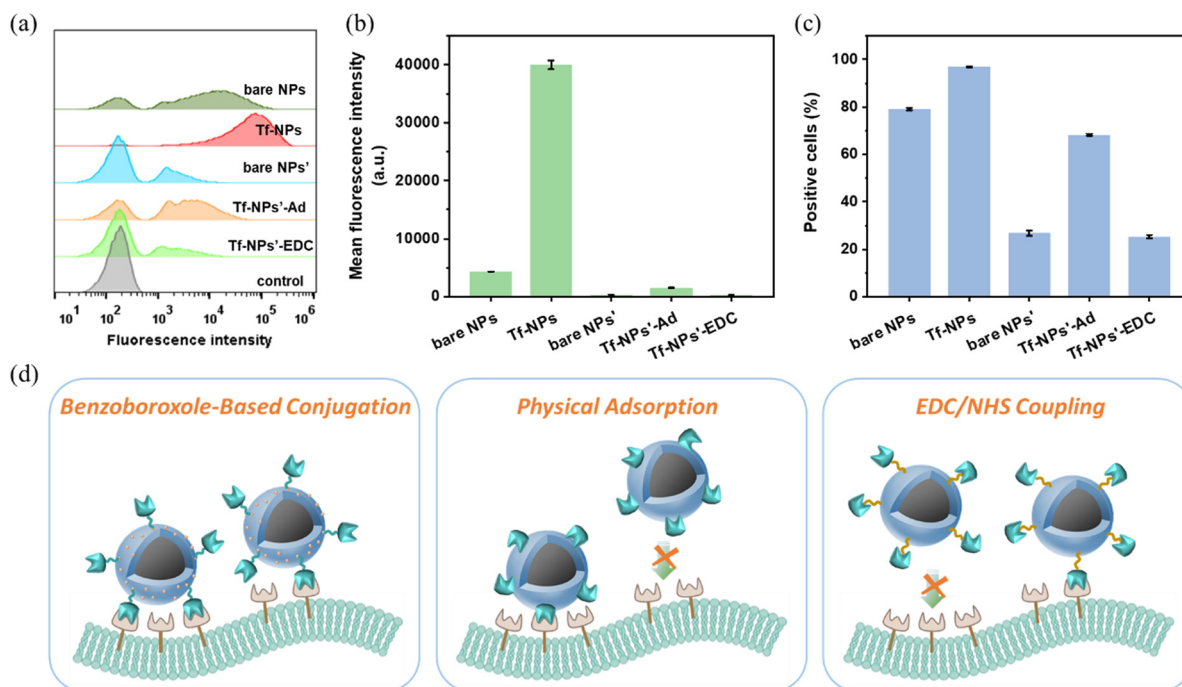 (a)
bare NPs
Tf-NPs
bare NPs'
Tf-NPs'-Ad
Tf-NPs'-EDC
control
10¹ 10² 10³ 10⁴ 10⁵ 10⁶
Fluorescence intensity
(b)
Mean fluorescence intensity
(a.u.)
40000
30000
20000
10000
0
bare NPs
Tf-NPs
bare NPs'
Tf-NPs'-Ad
Tf-NPs'-EDC
(c)
Positive cells (%)
100
80
60
40
20
0
bare NPs
Tf-NPs
bare NPs'
Tf-NPs'-Ad
Tf-NPs'-EDC
(d)
Benzoboroxole-Based Conjugation
Physical Adsorption
EDC/NHS Coupling